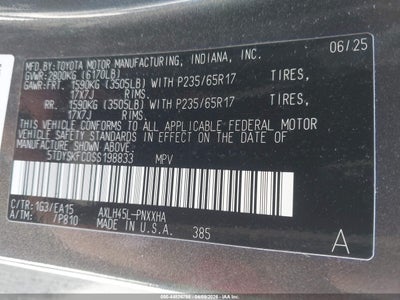 MFD. BY: TOYOTA MOTOR MANUFACTURING, INDIANA, INC. 06/25
GVWR: 2800KG (6170LB)
GAWR: FRT. 1590KG (3505LB) WITH P235/65R17 TIRES,
17X7J RIMS.
RR. 1590KG (3505LB) WITH P235/65R17 TIRES,
17X7J RIMS.
THIS VEHICLE CONFORMS TO ALL APPLICABLE FEDERAL MOTOR
VEHICLE SAFETY STANDARDS IN EFFECT ON THE DATE OF
MANUFACTURE SHOWN ABOVE.
5TDYSKFC0SS198833 MPV
C/TR: 1G3/EA15 AXLH45L-PNXXHA
A/TM: /P810 MADE IN U.S.A. 385 A